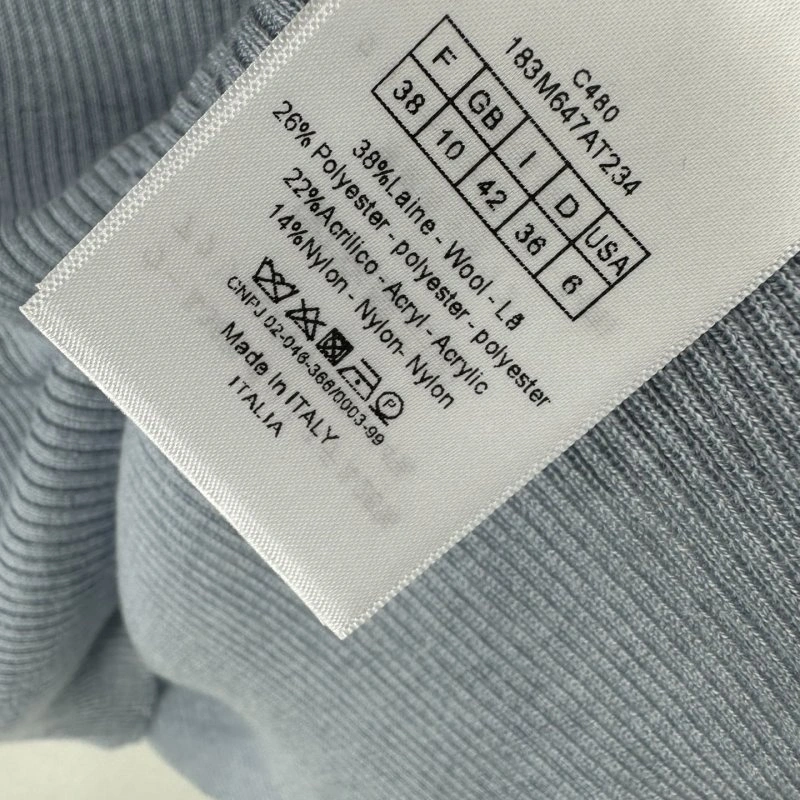 C480
183M647AT234
F GB I D USA
38 10 42 36 6
38%Laine - Wool - Lã
26% Polyester - polyester - polyester
22%Acrilico - Acryl - Acrylic
14%Nylon - Nylon- Nylon
P
CNPJ 02-046-366/0003-99
Made In ITALY
ITALIA